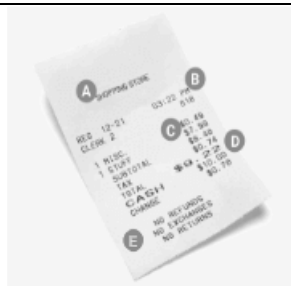 A
SHOPPING STORE
B
REG 12-21 03:22 PM
CLERK 2 618
C
1 MISC. $0.49
1 STUFF $7.99
SUBTOTAL $8.48
TAX $0.74
D
TOTAL $9.22
CASH $10.00
CHANGE $0.78
E
NO REFUNDS
NO EXCHANGES
NO RETURNS